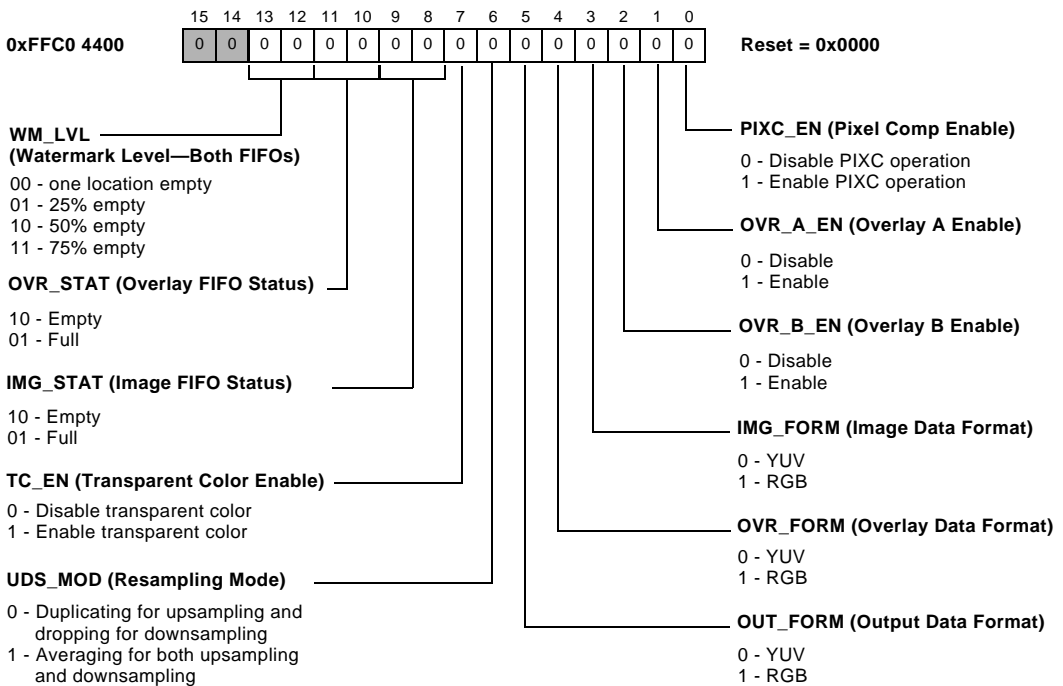 15 14 13 12 11 10 9 8 7 6 5 4 3 2 1 0
0xFFC0 4400
0 0 0 0 0 0 0 0 0 0 0 0 0 0 0 0
Reset = 0x0000
WM_LVL
(Watermark Level—Both FIFOs)
00 - one location empty
01 - 25% empty
10 - 50% empty
11 - 75% empty
OVR_STAT (Overlay FIFO Status)
10 - Empty
01 - Full
IMG_STAT (Image FIFO Status)
10 - Empty
01 - Full
TC_EN (Transparent Color Enable)
0 - Disable transparent color
1 - Enable transparent color
UDS_MOD (Resampling Mode)
0 - Duplicating for upsampling and
dropping for downsampling
1 - Averaging for both upsampling
and downsampling
PIXC_EN (Pixel Comp Enable)
0 - Disable PIXC operation
1 - Enable PIXC operation
OVR_A_EN (Overlay A Enable)
0 - Disable
1 - Enable
OVR_B_EN (Overlay B Enable)
0 - Disable
1 - Enable
IMG_FORM (Image Data Format)
0 - YUV
1 - RGB
OVR_FORM (Overlay Data Format)
0 - YUV
1 - RGB
OUT_FORM (Output Data Format)
0 - YUV
1 - RGB